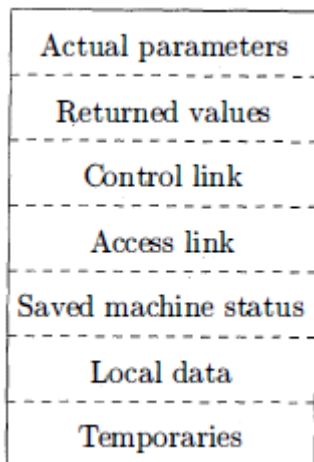 Actual parameters
Returned values
Control link
Access link
Saved machine status
Local data
Temporaries